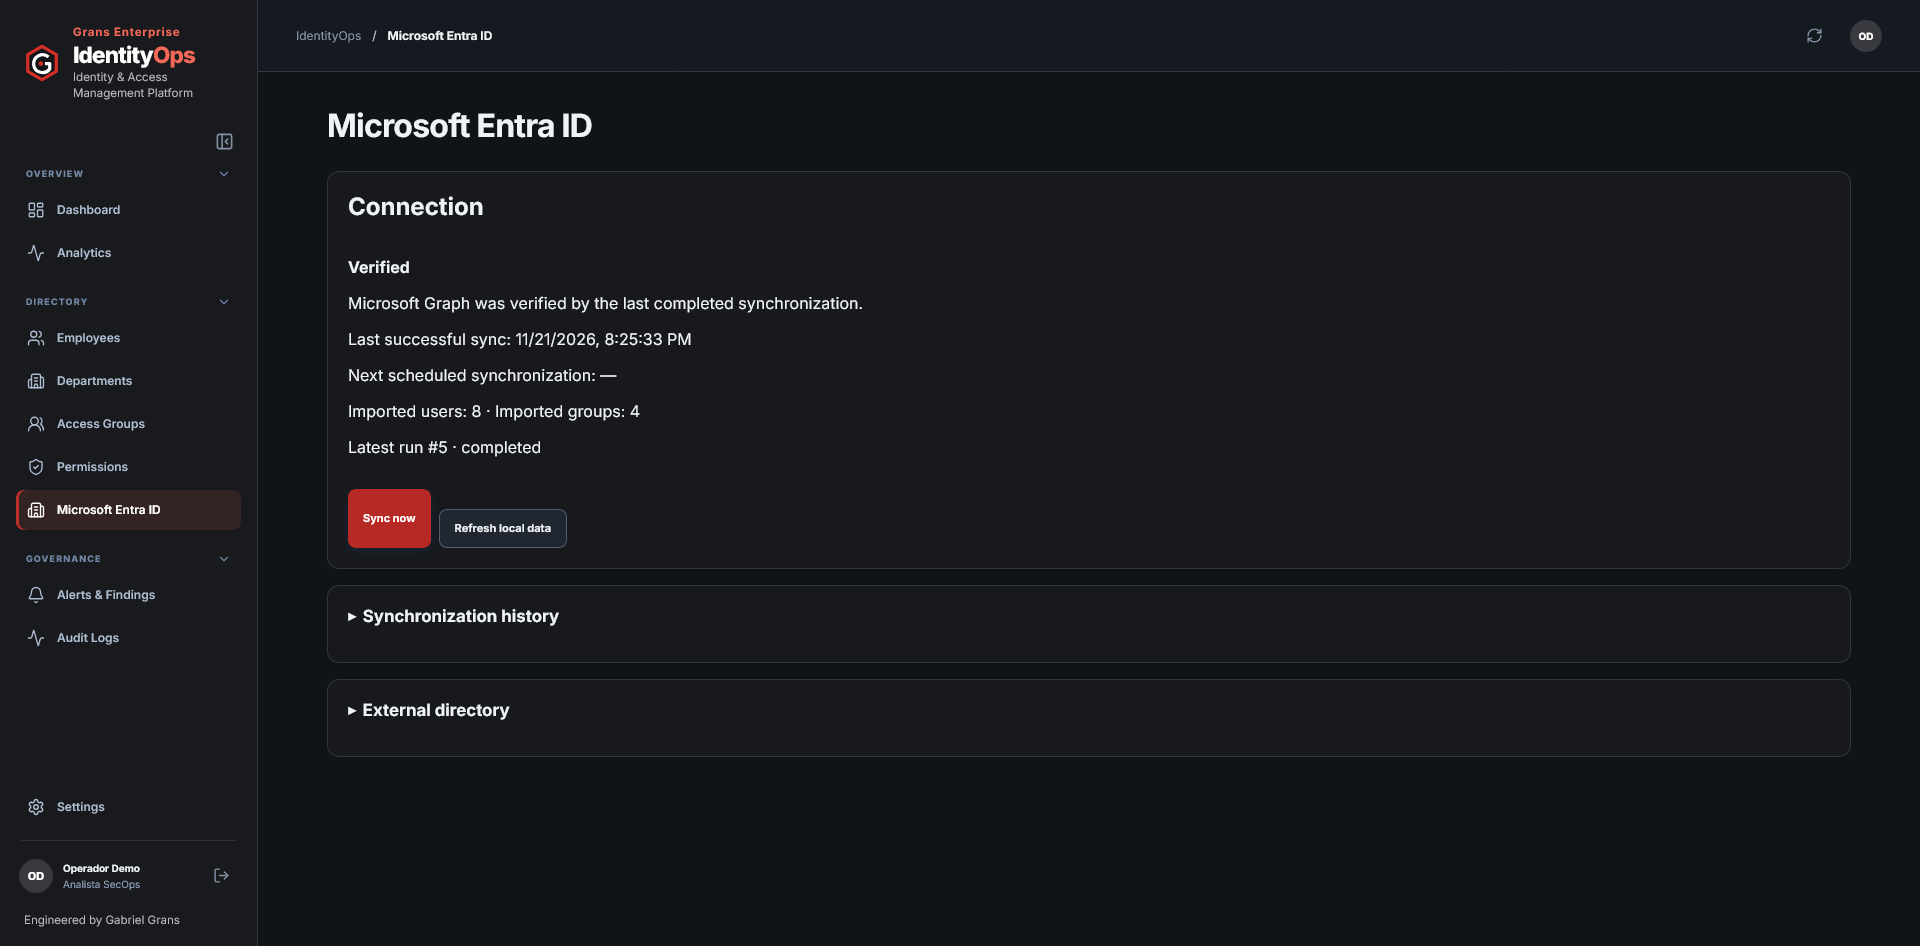 Grans Enterprise
IdentityOps
Identity & Access
Management Platform
OVERVIEW
Dashboard
Analytics
DIRECTORY
Employees
Departments
Access Groups
Permissions
Microsoft Entra ID
GOVERNANCE
Alerts & Findings
Audit Logs
Settings
OD
Operador Demo
Analista SecOps
Engineered by Gabriel Grans
IdentityOps / Microsoft Entra ID
OD
Microsoft Entra ID
Connection
Verified
Microsoft Graph was verified by the last completed synchronization.
Last successful sync: 11/21/2026, 8:25:33 PM
Next scheduled synchronization: —
Imported users: 8 · Imported groups: 4
Latest run #5 · completed
Sync now
Refresh local data
Synchronization history
External directory